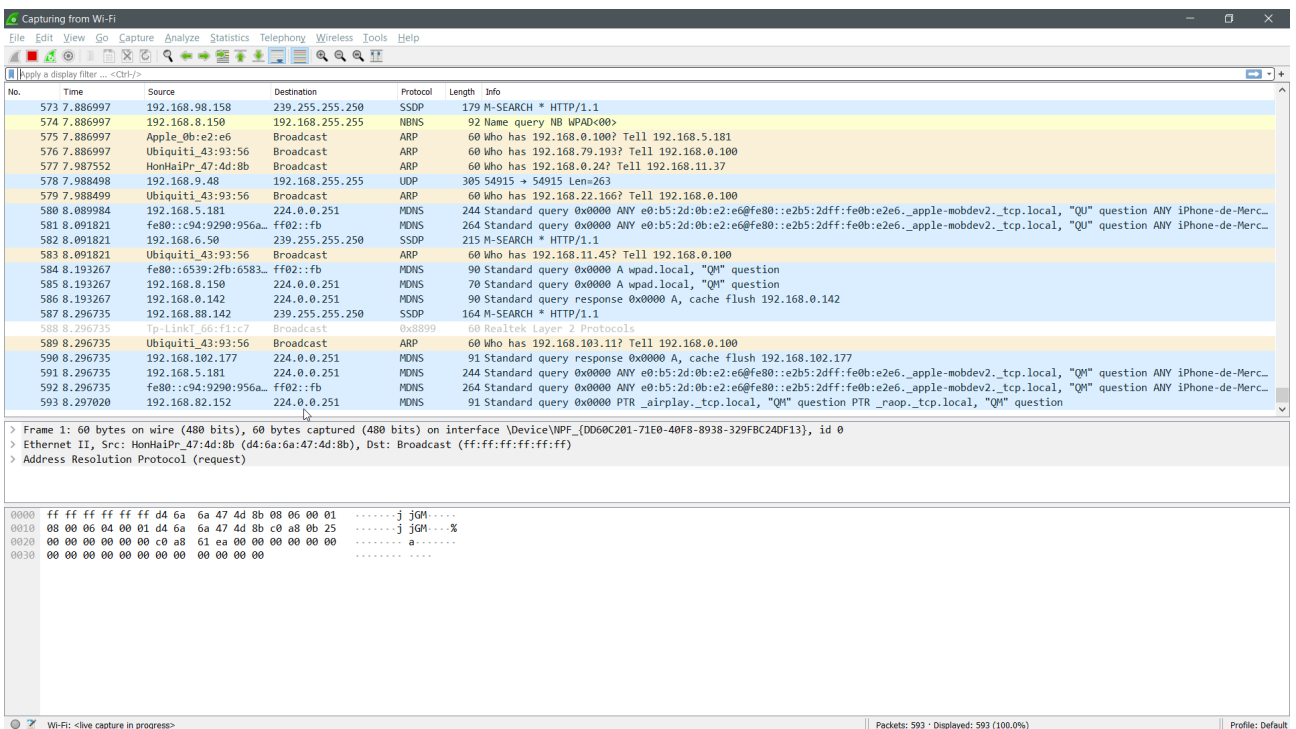 Capturing from Wi-Fi
File Edit View Go Capture Analyze Statistics Telephony Wireless Tools Help
Apply a display filter ... <Ctrl-/>
No. Time Source Destination Protocol Length Info
573 7.886997 192.168.98.158 239.255.255.250 SSDP 179 M-SEARCH * HTTP/1.1
574 7.886997 192.168.8.150 192.168.255.255 NBNS 92 Name query NB WPAD<00>
575 7.886997 Apple_0b:e2:e6 Broadcast ARP 60 Who has 192.168.0.100? Tell 192.168.5.181
576 7.886997 Ubiquiti_43:93:56 Broadcast ARP 60 Who has 192.168.79.193? Tell 192.168.0.100
577 7.987552 HonHaiPr_47:4d:8b Broadcast ARP 60 Who has 192.168.0.24? Tell 192.168.11.37
578 7.988498 192.168.9.48 192.168.255.255 UDP 305 54915 → 54915 Len=263
579 7.988499 Ubiquiti_43:93:56 Broadcast ARP 60 Who has 192.168.22.166? Tell 192.168.0.100
580 8.089984 192.168.5.181 224.0.0.251 MDNS 244 Standard query 0x0000 ANY e0:b5:2d:0b:e2:e6@fe80::e2b5:2dff:fe0b:e2e6._apple-mobdev2._tcp.local, "QU" question ANY iPhone-de-Merc…
581 8.091821 fe80::c94:9290:956a… ff02::fb MDNS 264 Standard query 0x0000 ANY e0:b5:2d:0b:e2:e6@fe80::e2b5:2dff:fe0b:e2e6._apple-mobdev2._tcp.local, "QU" question ANY iPhone-de-Merc…
582 8.091821 192.168.6.50 239.255.255.250 SSDP 215 M-SEARCH * HTTP/1.1
583 8.091821 Ubiquiti_43:93:56 Broadcast ARP 60 Who has 192.168.11.45? Tell 192.168.0.100
584 8.193267 fe80::6539:2fb:6583… ff02::fb MDNS 90 Standard query 0x0000 A wpad.local, "QM" question
585 8.193267 192.168.8.150 224.0.0.251 MDNS 70 Standard query 0x0000 A wpad.local, "QM" question
586 8.193267 192.168.0.142 224.0.0.251 MDNS 90 Standard query response 0x0000 A, cache flush 192.168.0.142
587 8.296735 192.168.88.142 239.255.255.250 SSDP 164 M-SEARCH * HTTP/1.1
588 8.296735 Tp-LinkT_66:f1:c7 Broadcast 0x8899 60 Realtek Layer 2 Protocols
589 8.296735 Ubiquiti_43:93:56 Broadcast ARP 60 Who has 192.168.103.11? Tell 192.168.0.100
590 8.296735 192.168.102.177 224.0.0.251 MDNS 91 Standard query response 0x0000 A, cache flush 192.168.102.177
591 8.296735 192.168.5.181 224.0.0.251 MDNS 244 Standard query 0x0000 ANY e0:b5:2d:0b:e2:e6@fe80::e2b5:2dff:fe0b:e2e6._apple-mobdev2._tcp.local, "QM" question ANY iPhone-de-Merc…
592 8.296735 fe80::c94:9290:956a… ff02::fb MDNS 264 Standard query 0x0000 ANY e0:b5:2d:0b:e2:e6@fe80::e2b5:2dff:fe0b:e2e6._apple-mobdev2._tcp.local, "QM" question ANY iPhone-de-Merc…
593 8.297020 192.168.82.152 224.0.0.251 MDNS 91 Standard query 0x0000 PTR _airplay._tcp.local, "QM" question PTR _raop._tcp.local, "QM" question
> Frame 1: 60 bytes on wire (480 bits), 60 bytes captured (480 bits) on interface \Device\NPF_{DD60C201-71E0-40F8-8938-329FBC24DF13}, id 0
> Ethernet II, Src: HonHaiPr_47:4d:8b (d4:6a:6a:47:4d:8b), Dst: Broadcast (ff:ff:ff:ff:ff:ff)
> Address Resolution Protocol (request)
0000 ff ff ff ff ff ff d4 6a 6a 47 4d 8b 08 06 00 01 ·······j jGM·····
0010 08 00 06 04 00 01 d4 6a 6a 47 4d 8b c0 a8 0b 25 ·······j jGM····%
0020 00 00 00 00 00 00 c0 a8 61 ea 00 00 00 00 00 00 ········ a·······
0030 00 00 00 00 00 00 00 00 00 00 00 00 ········ ····
Wi-Fi: <live capture in progress> Packets: 593 · Displayed: 593 (100.0%) Profile: Default